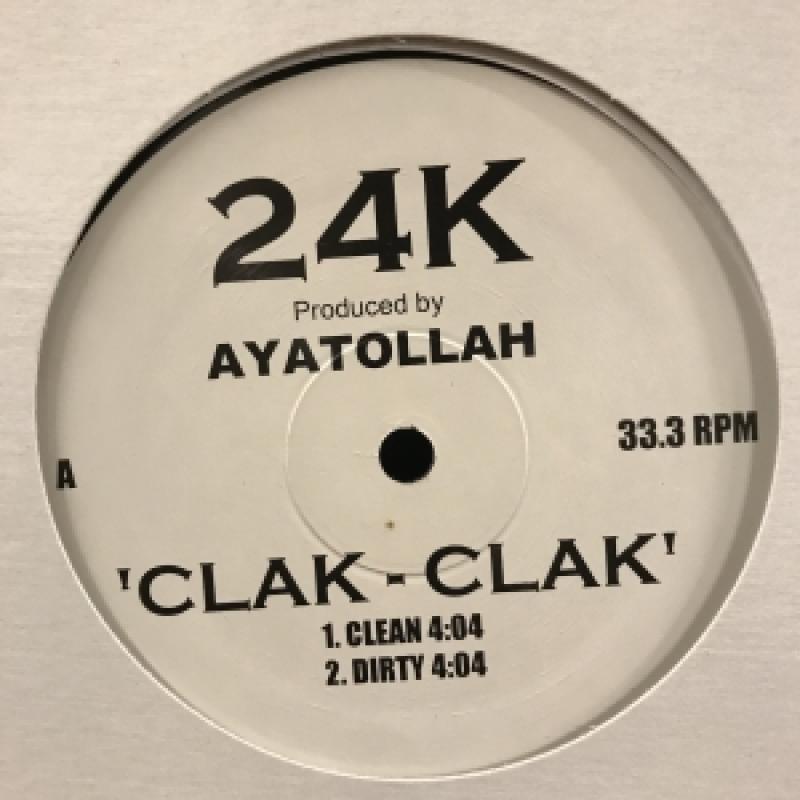 24K
Produced by
AYATOLLAH
33.3 RPM
A
'CLAK - CLAK'
1. CLEAN 4:04
2. DIRTY 4:04